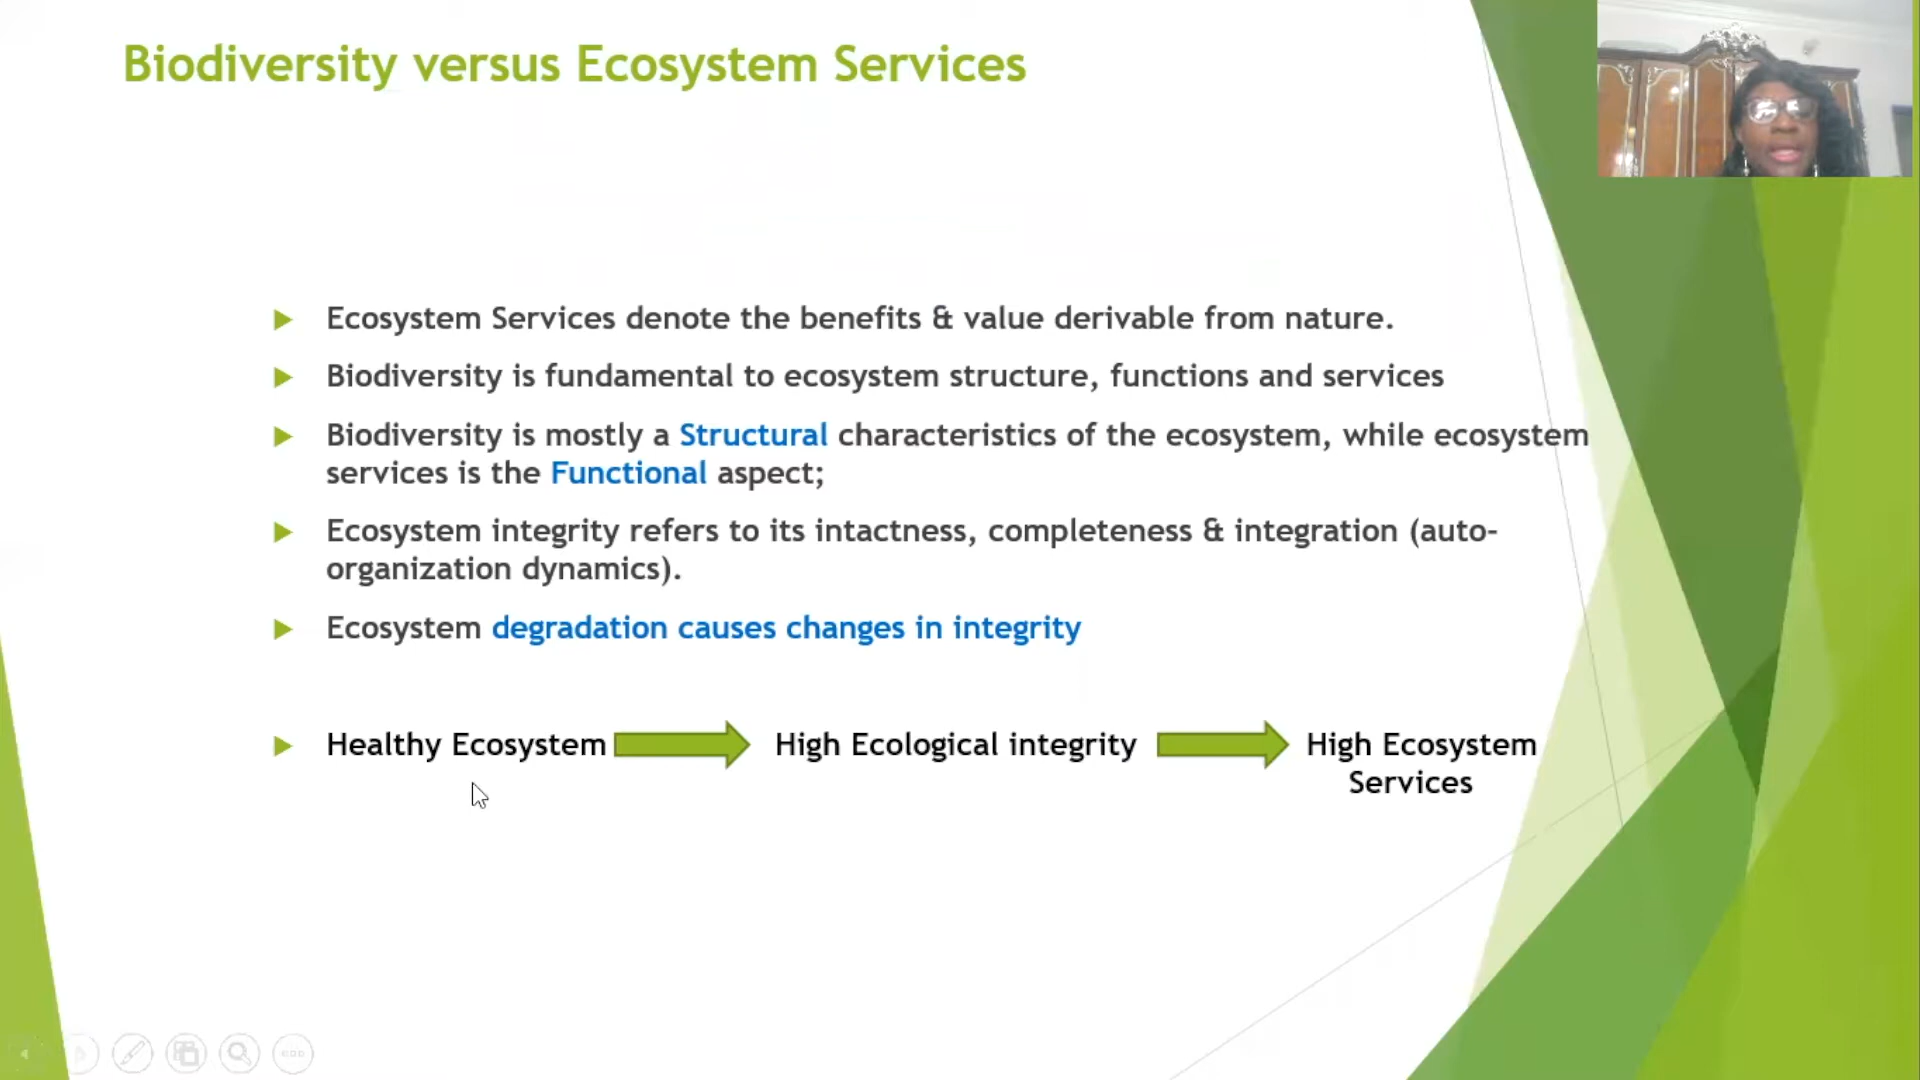 Biodiversity versus Ecosystem Services
Ecosystem Services denote the benefits & value derivable from nature.
Biodiversity is fundamental to ecosystem structure, functions and services
Biodiversity is mostly a Structural characteristics of the ecosystem, while ecosystem
services is the Functional aspect;
Ecosystem integrity refers to its intactness, completeness & integration (auto-
organization dynamics).
Ecosystem degradation causes changes in integrity
Healthy Ecosystem High Ecological integrity High Ecosystem
Services